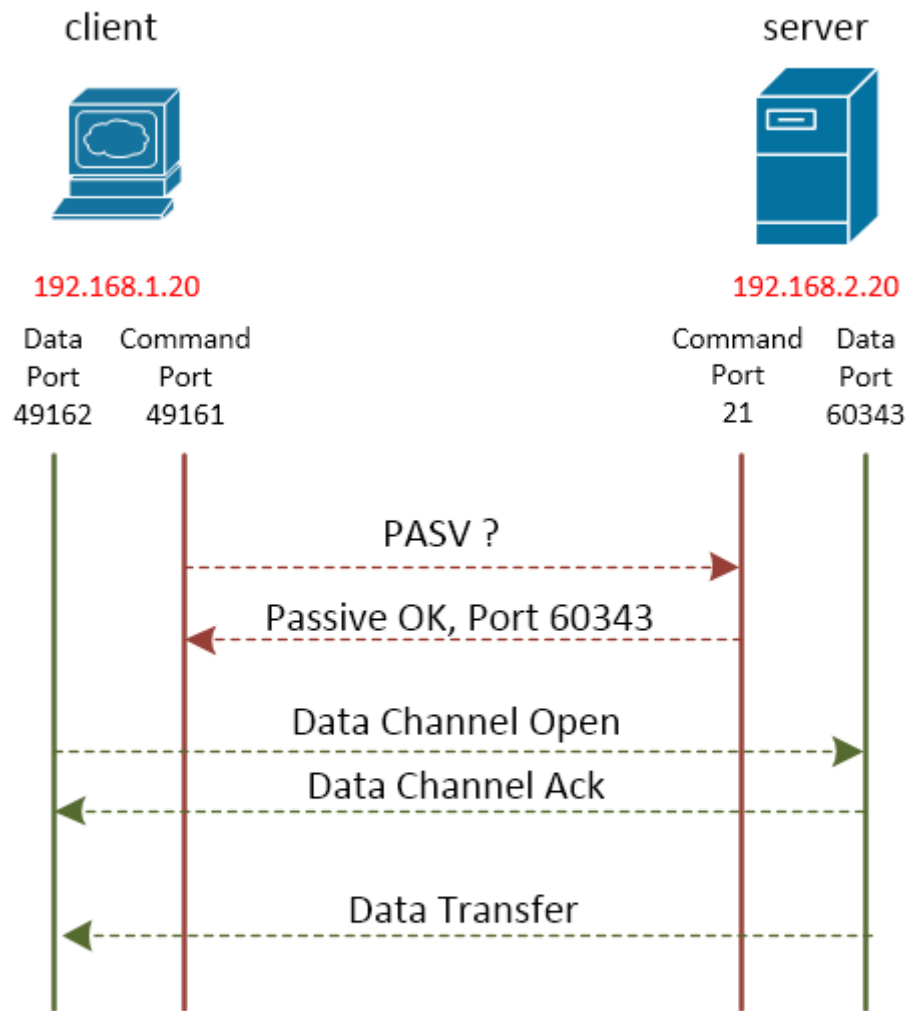 client
server
192.168.1.20
192.168.2.20
Data
Port
49162
Command
Port
49161
Command
Port
21
Data
Port
60343
PASV ?
Passive OK, Port 60343
Data Channel Open
Data Channel Ack
Data Transfer